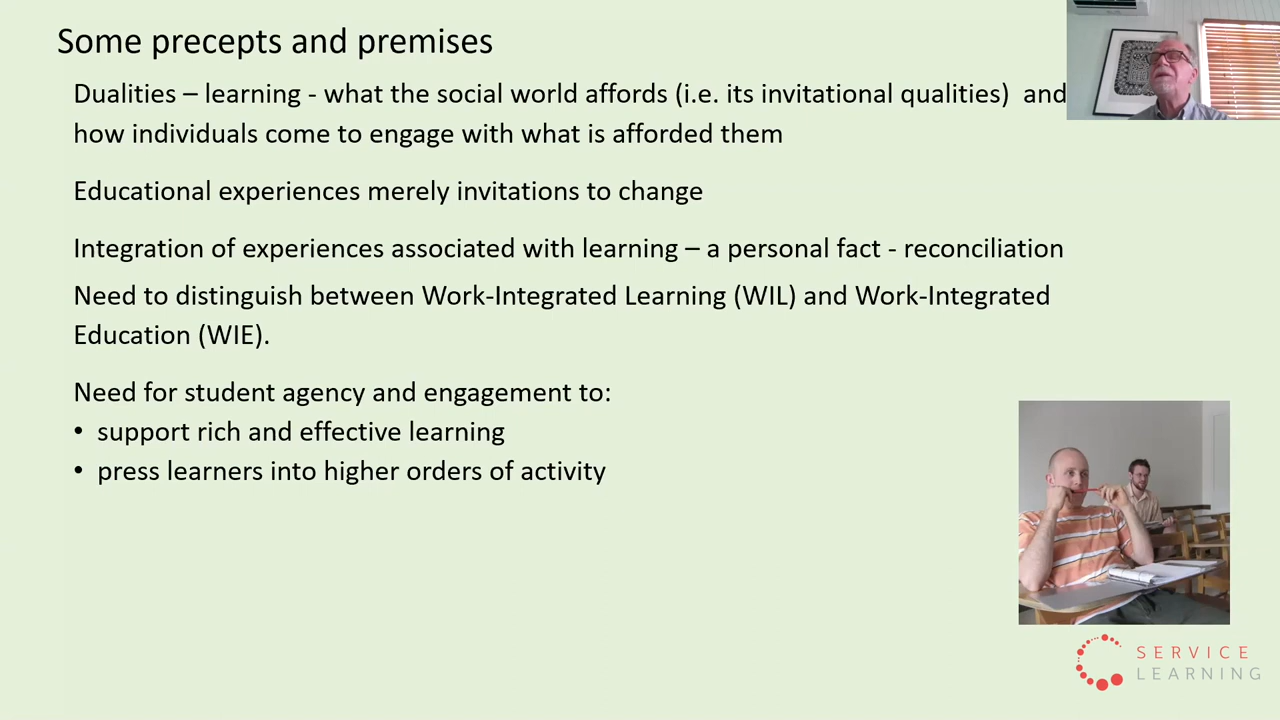 Some precepts and premises
Dualities – learning - what the social world affords (i.e. its invitational qualities) and
how individuals come to engage with what is afforded them
Educational experiences merely invitations to change
Integration of experiences associated with learning – a personal fact - reconciliation
Need to distinguish between Work-Integrated Learning (WIL) and Work-Integrated
Education (WIE).
Need for student agency and engagement to:
• support rich and effective learning
• press learners into higher orders of activity
SERVICE
LEARNING